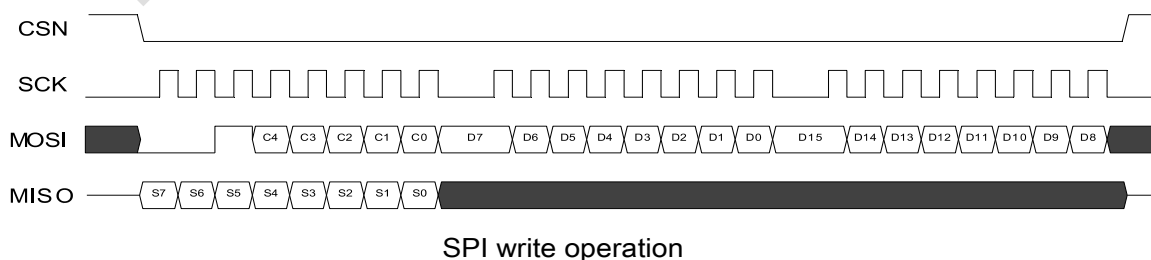 CSN
SCK
MOSI C4 C3 C2 C1 C0 D7 D6 D5 D4 D3 D2 D1 D0 D15 D14 D13 D12 D11 D10 D9 D8
MISO S7 S6 S5 S4 S3 S2 S1 S0
SPI write operation